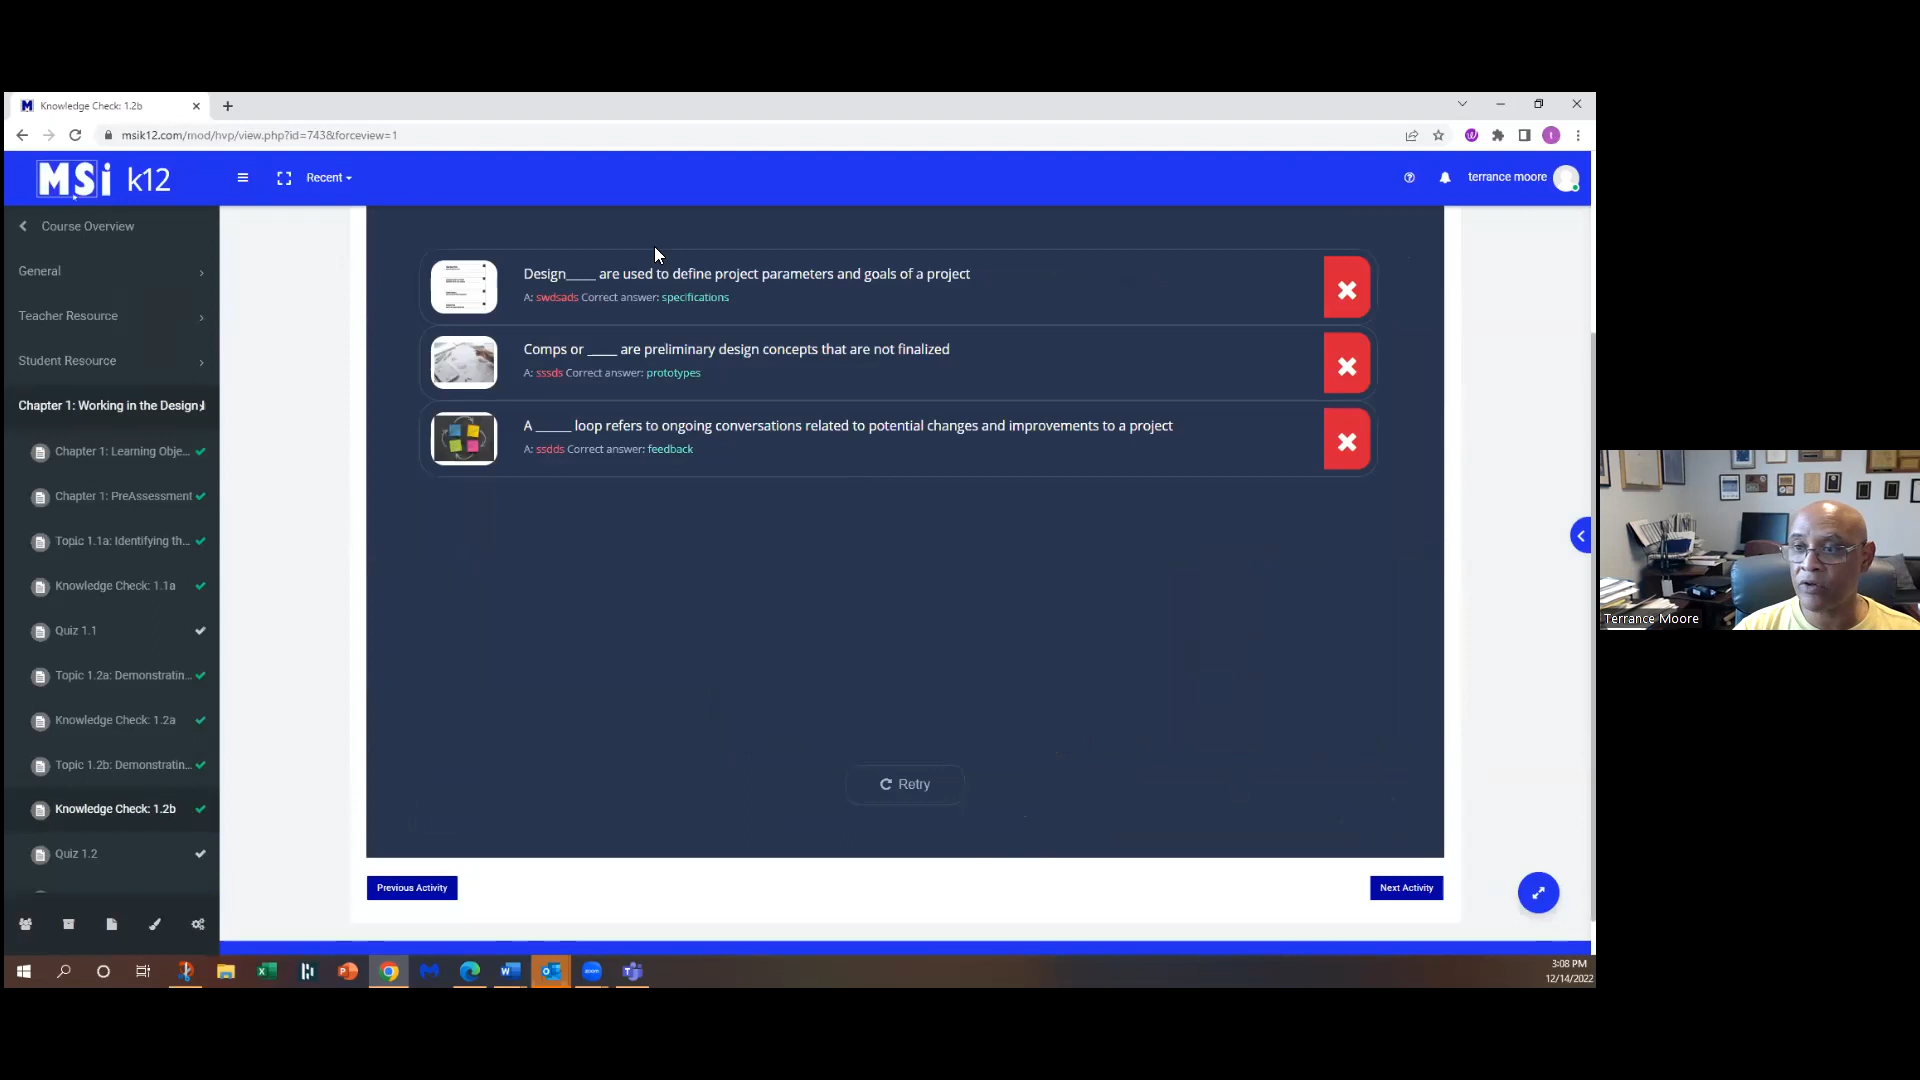 Knowledge Check: 1.2b
msik12.com/mod/hvp/view.php?id=743&forceview=1
MSi k12
Recent
terrance moore
Course Overview
General
Teacher Resource
Student Resource
Chapter 1: Working in the Design I
Chapter 1: Learning Obje...
Chapter 1: PreAssessment
Topic 1.1a: Identifying th...
Knowledge Check: 1.1a
Quiz 1.1
Topic 1.2a: Demonstratin...
Knowledge Check: 1.2a
Topic 1.2b: Demonstratin...
Knowledge Check: 1.2b
Quiz 1.2
Design_____ are used to define project parameters and goals of a project
A: swdsads Correct answer: specifications
Comps or _____ are preliminary design concepts that are not finalized
A: sssds Correct answer: prototypes
A ______ loop refers to ongoing conversations related to potential changes and improvements to a project
A: ssdds Correct answer: feedback
Retry
Previous Activity
Next Activity
Terrance Moore
3:08 PM
12/14/2022